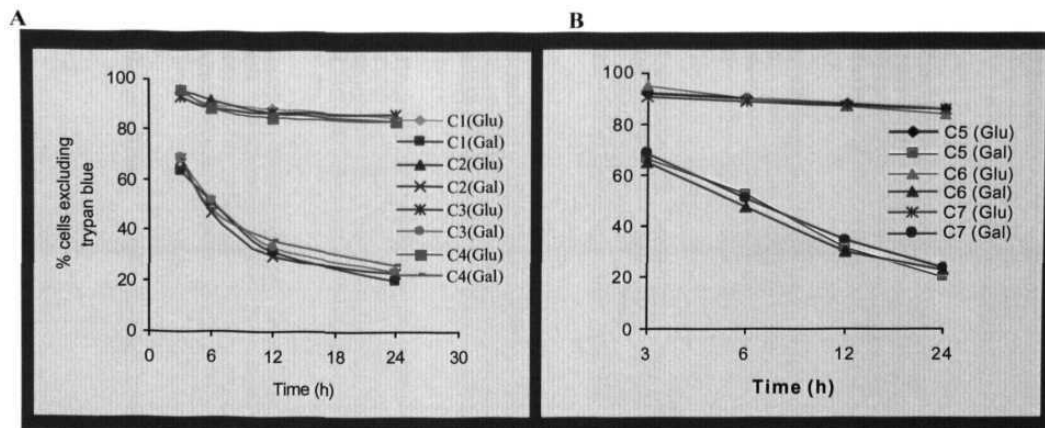 A
% cells excluding
trypan blue
100
80
60
40
20
0
0 6 12 18 24 30
Time (h)
C1(Glu)
C1(Gal)
C2(Glu)
C2(Gal)
C3(Glu)
C3(Gal)
C4(Glu)
C4(Gal)
B
100
80
60
40
20
0
3 6 12 24
Time (h)
C5 (Glu)
C5 (Gal)
C6 (Glu)
C6 (Gal)
C7 (Glu)
C7 (Gal)